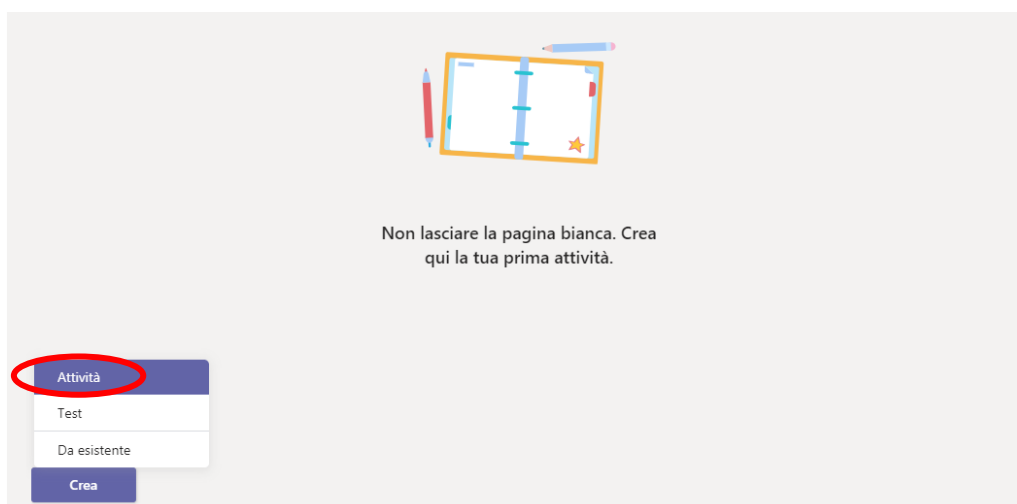 Non lasciare la pagina bianca. Crea
qui la tua prima attività.
Attività
Test
Da esistente
Crea